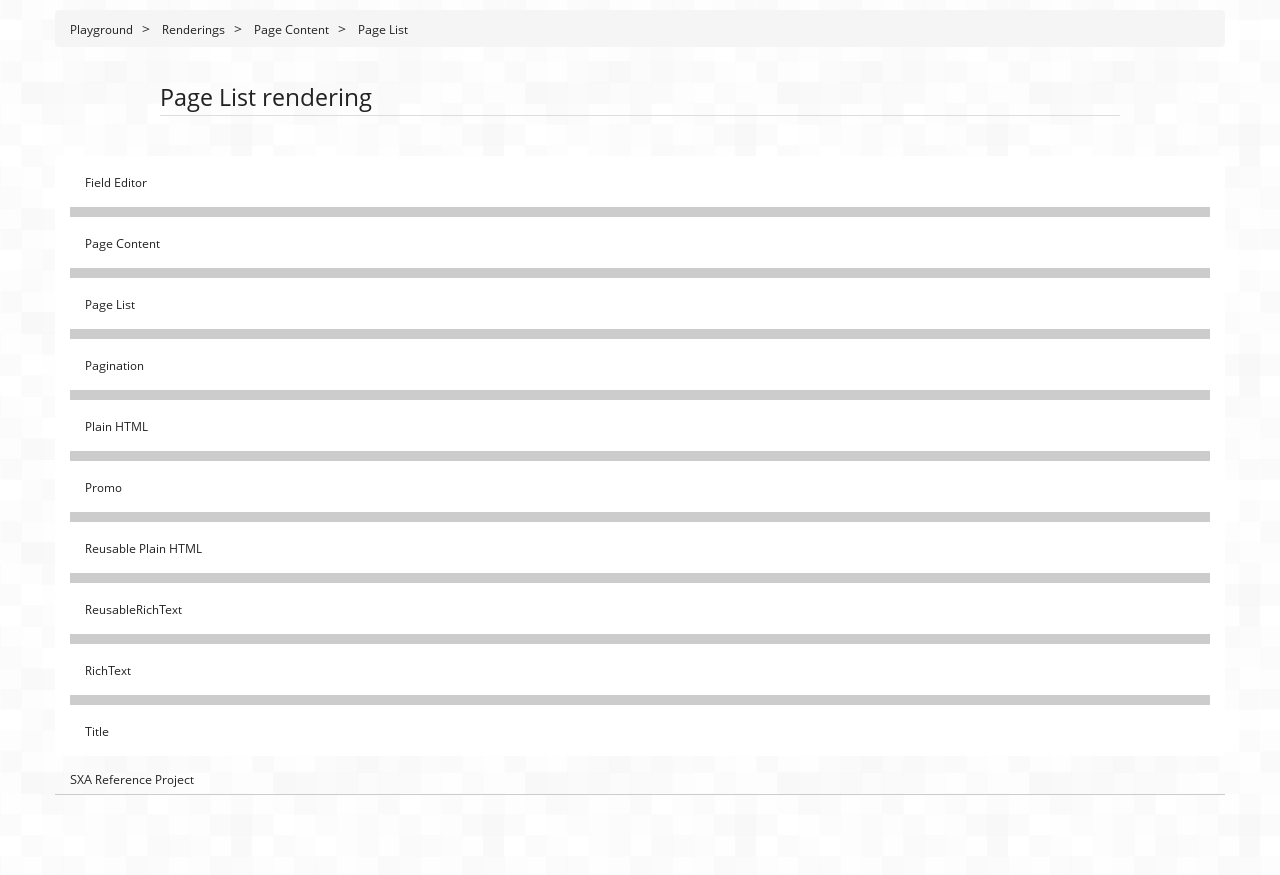 Playground > Renderings > Page Content > Page List
Page List rendering
Field Editor
Page Content
Page List
Pagination
Plain HTML
Promo
Reusable Plain HTML
ReusableRichText
RichText
Title
SXA Reference Project